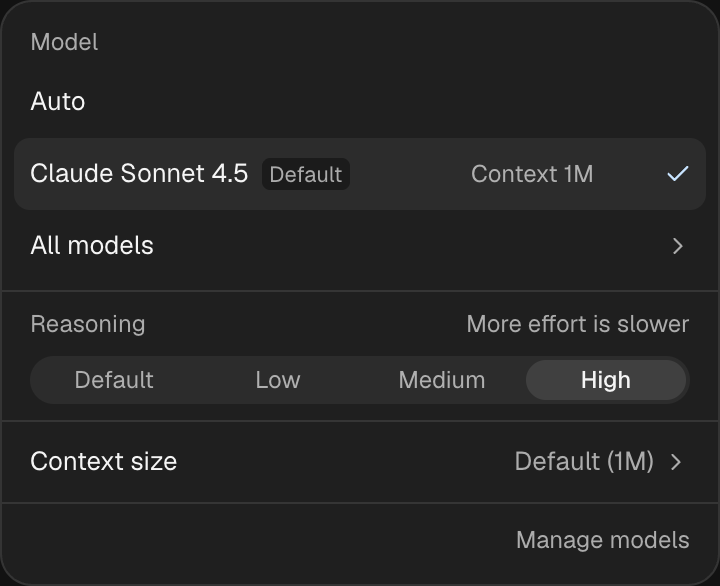 Model
Auto
Claude Sonnet 4.5 Default Context 1M
All models
Reasoning More effort is slower
Default Low Medium High
Context size Default (1M)
Manage models